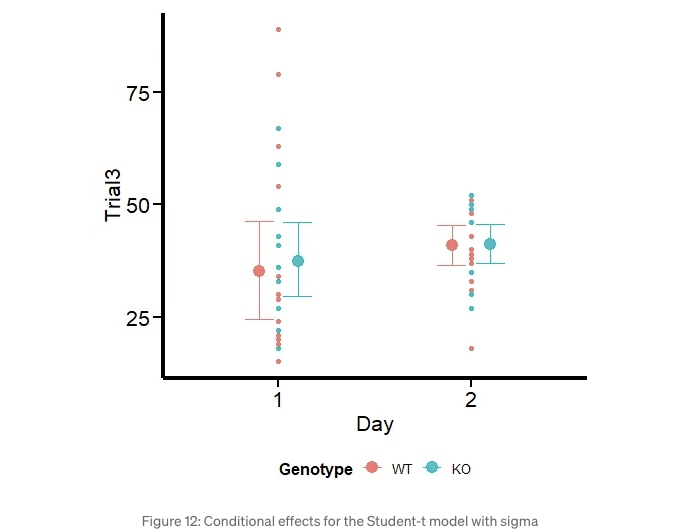 75
50
25
Trial3
1 2
Day
Genotype WT KO
Figure 12: Conditional effects for the Student-t model with sigma